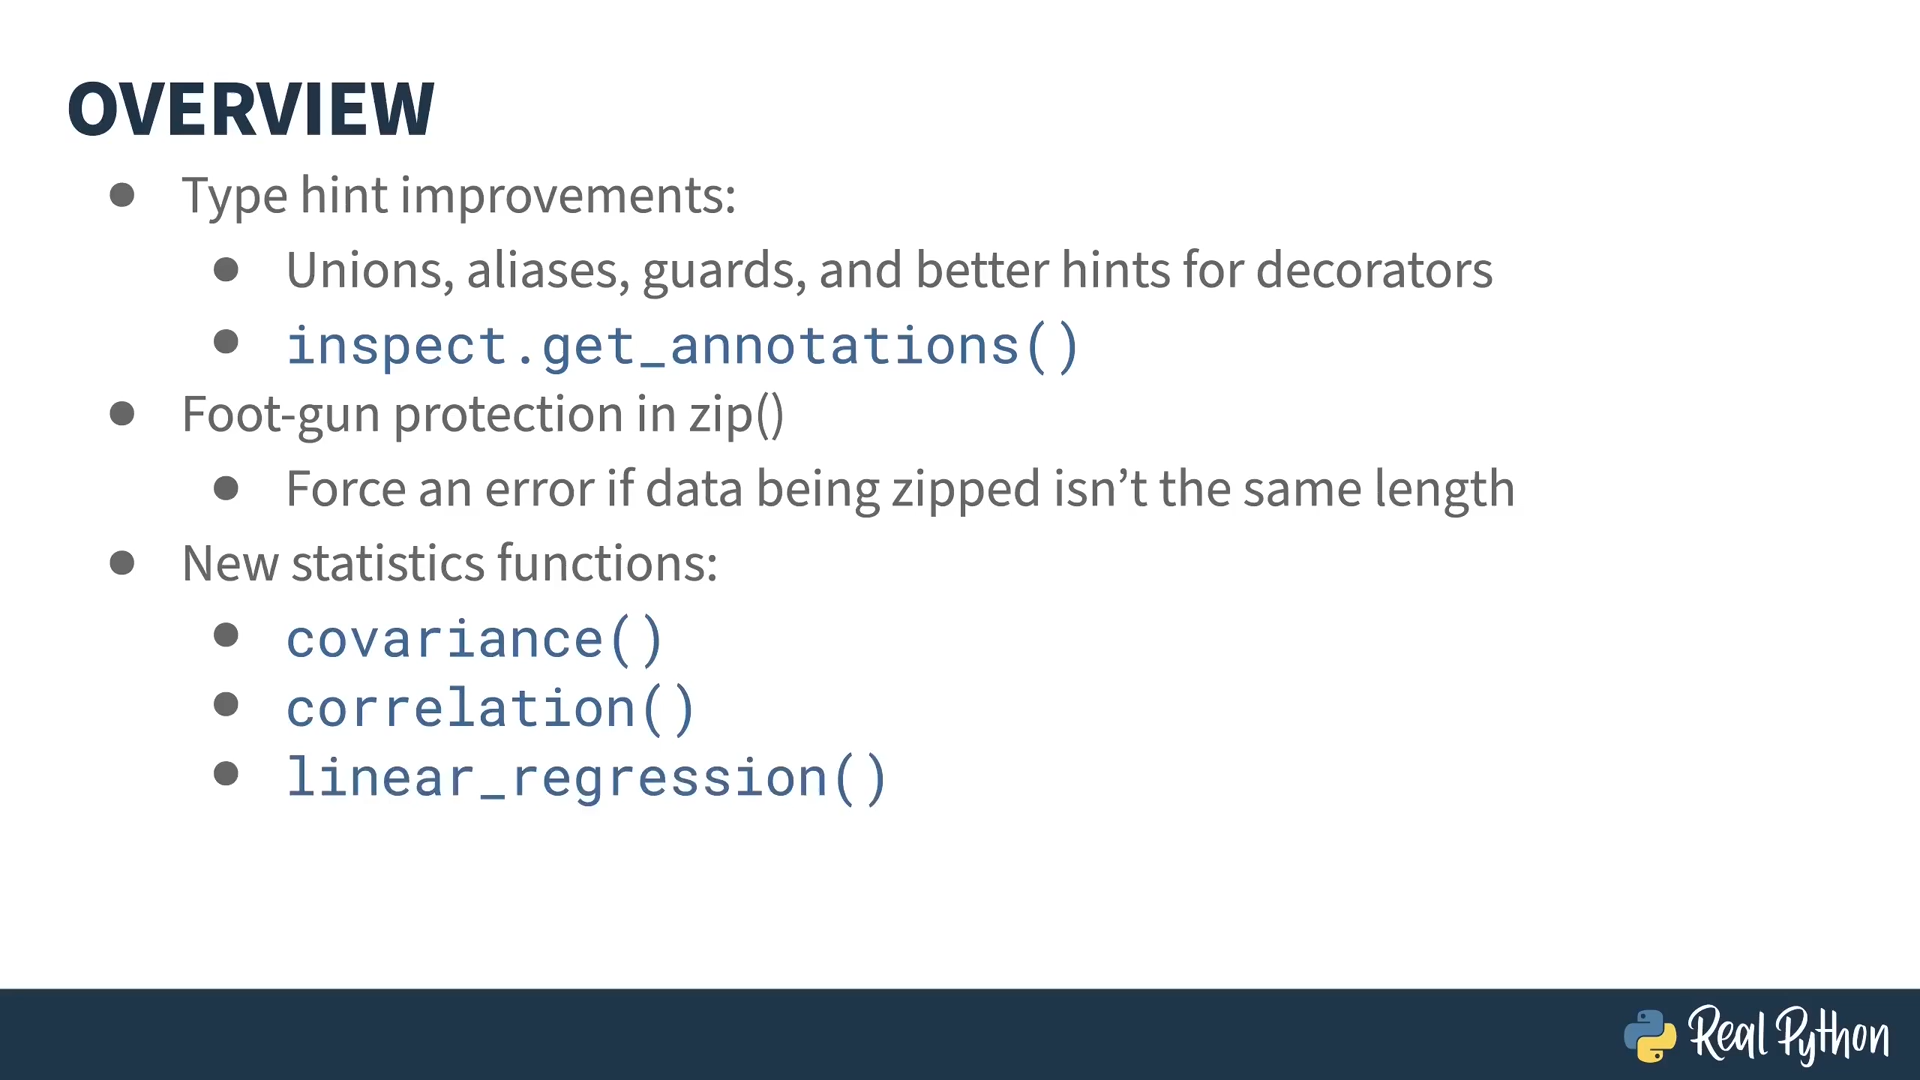 OVERVIEW
● Type hint improvements:
● Unions, aliases, guards, and better hints for decorators
● inspect.get_annotations()
● Foot-gun protection in zip()
● Force an error if data being zipped isn’t the same length
● New statistics functions:
● covariance()
● correlation()
● linear_regression()
Real Python